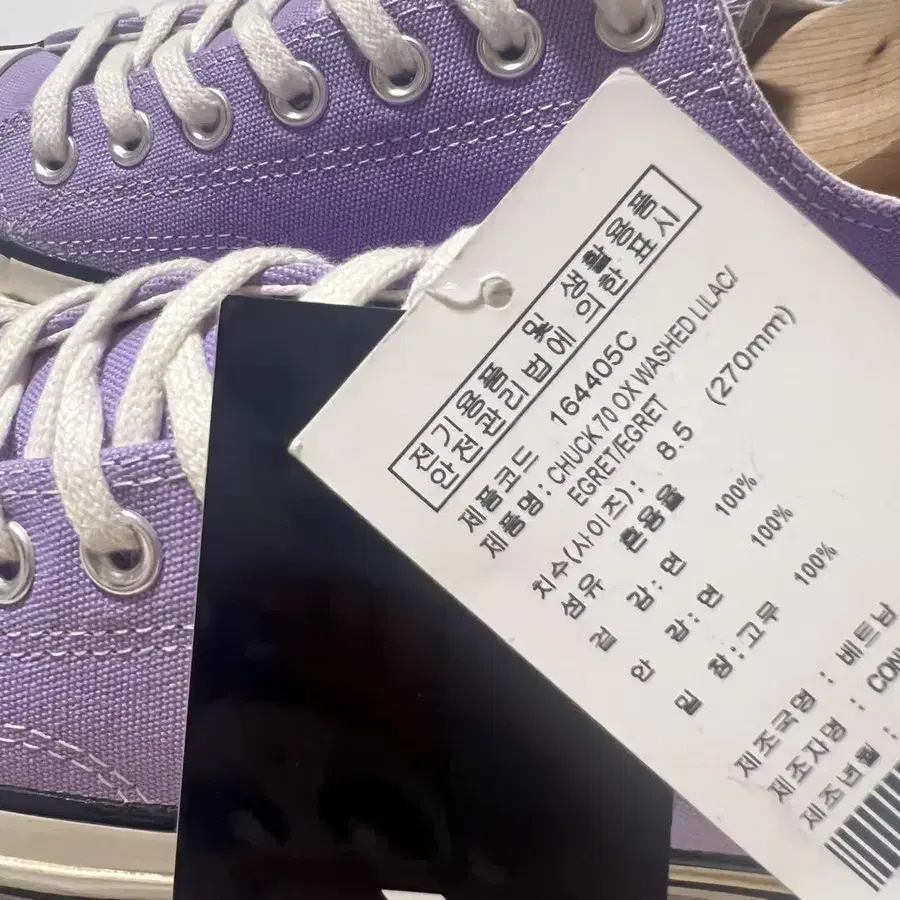 전기용품 및 생활용품
안전관리법에 의한 표시
제품코드 164405C
제품명 : CHUCK 70 OX WASHED LILAC/
EGRET/EGRET
치수(사이즈) : 8.5 (270mm)
섬유 혼용율
겉 감 : 면 100%
안 감 : 면 100%
밑 창 : 고무 100%
제조국명 : 베트남
제조자명 : CON
제조년월 :